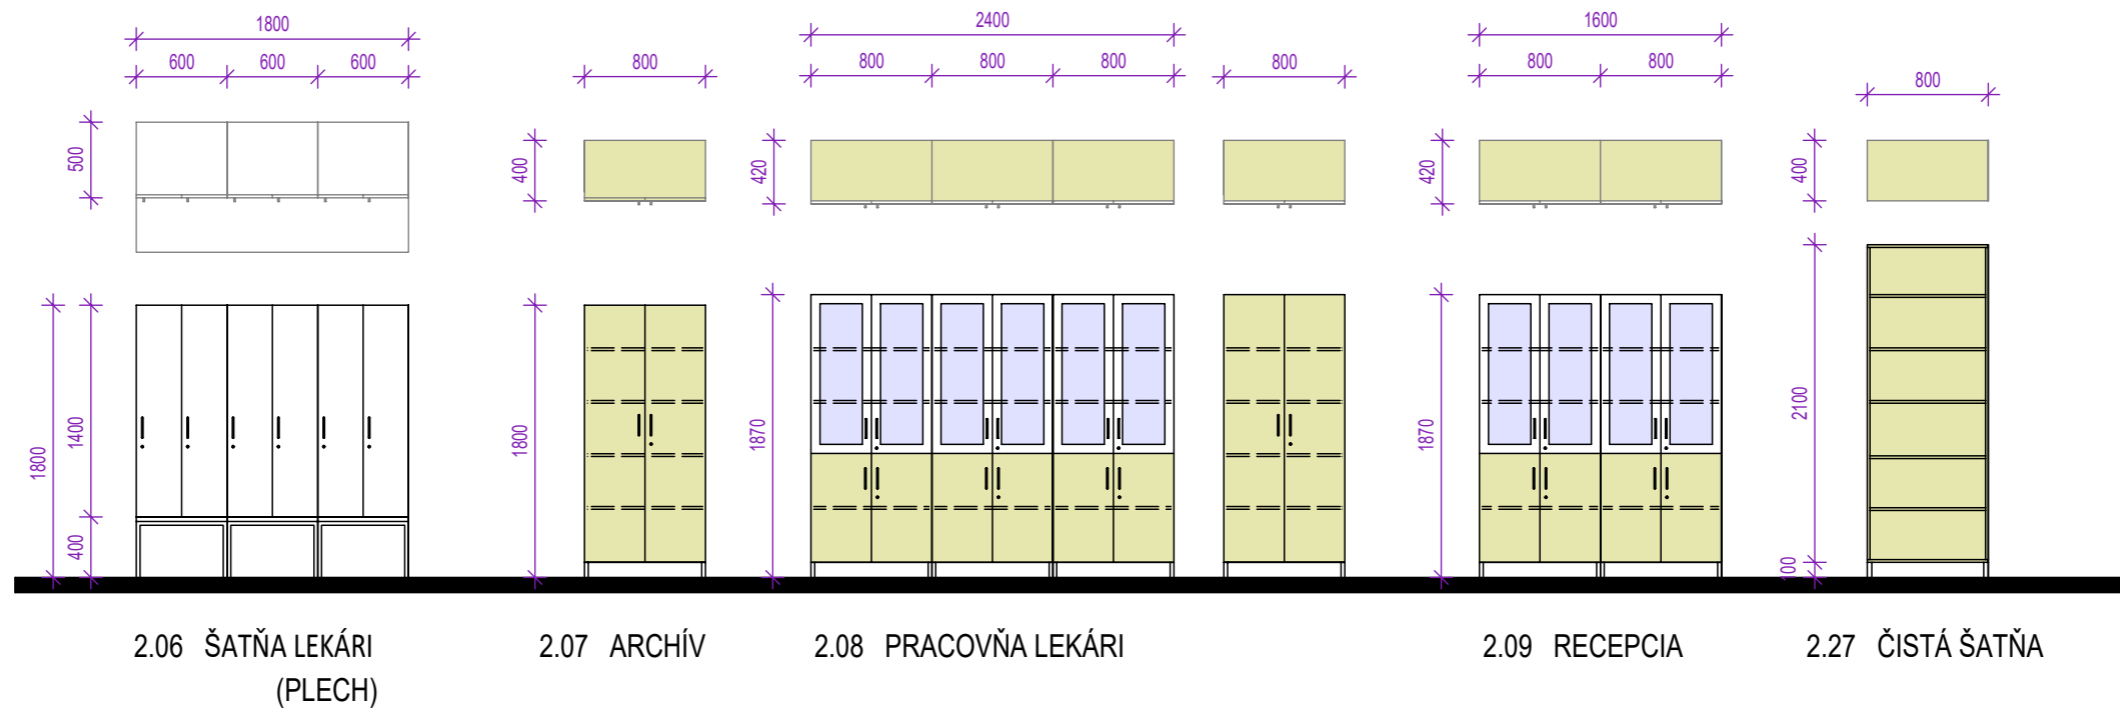 1800
600 600 600
500
1800
1400
400
2.06 ŠATŇA LEKÁRI
(PLECH)
800
400
1800
2.07 ARCHÍV
2400
800 800 800
800
420
1870
2.08 PRACOVŇA LEKÁRI
1600
800 800
420
1870
2.09 RECEPCIA
800
400
2100
100
2.27 ČISTÁ ŠATŇA